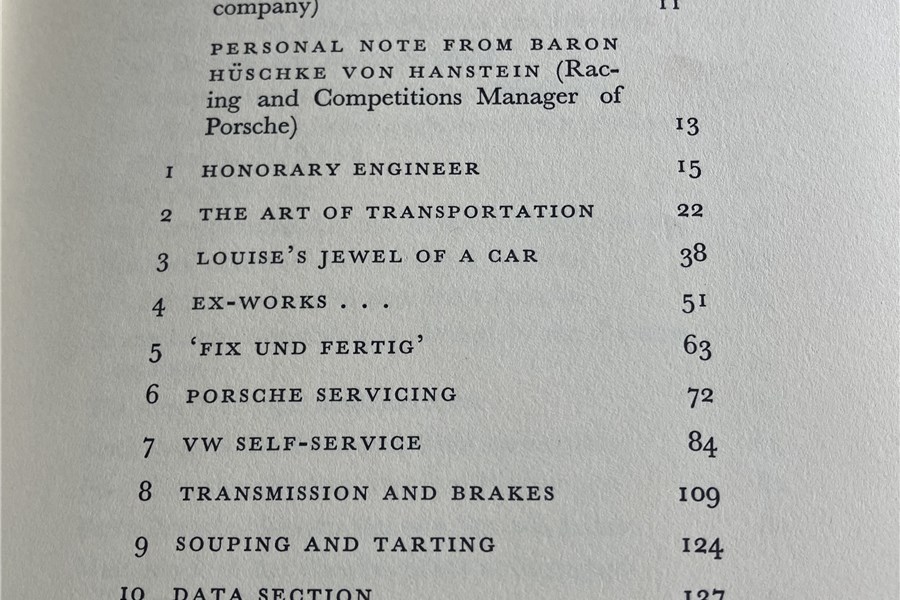 company) 11
PERSONAL NOTE FROM BARON
HÜSCHKE VON HANSTEIN (Rac-
ing and Competitions Manager of
Porsche) 13
1 HONORARY ENGINEER 15
2 THE ART OF TRANSPORTATION 22
3 LOUISE'S JEWEL OF A CAR 38
4 EX-WORKS . . . 51
5 ‘FIX UND FERTIG’ 63
6 PORSCHE SERVICING 72
7 VW SELF-SERVICE 84
8 TRANSMISSION AND BRAKES 109
9 SOUPING AND TARTING 124
10 DATA SECTION